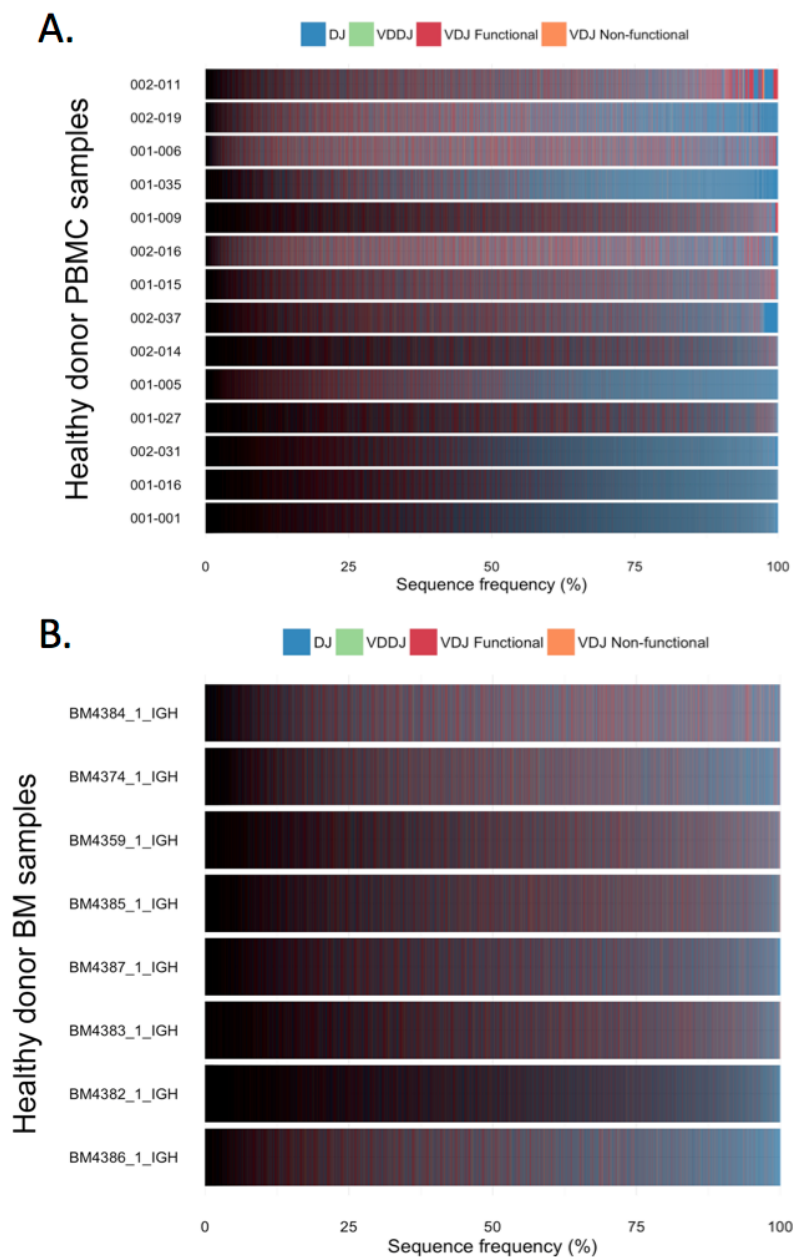 A.
DJ VDDJ VDJ Functional VDJ Non-functional
Healthy donor PBMC samples
002-011
002-019
001-006
001-035
001-009
002-016
001-015
002-037
002-014
001-005
001-027
002-031
001-016
001-001
0 25 50 75 100
Sequence frequency (%)
B.
DJ VDDJ VDJ Functional VDJ Non-functional
Healthy donor BM samples
BM4384_1_IGH
BM4374_1_IGH
BM4359_1_IGH
BM4385_1_IGH
BM4387_1_IGH
BM4383_1_IGH
BM4382_1_IGH
BM4386_1_IGH
0 25 50 75 100
Sequence frequency (%)